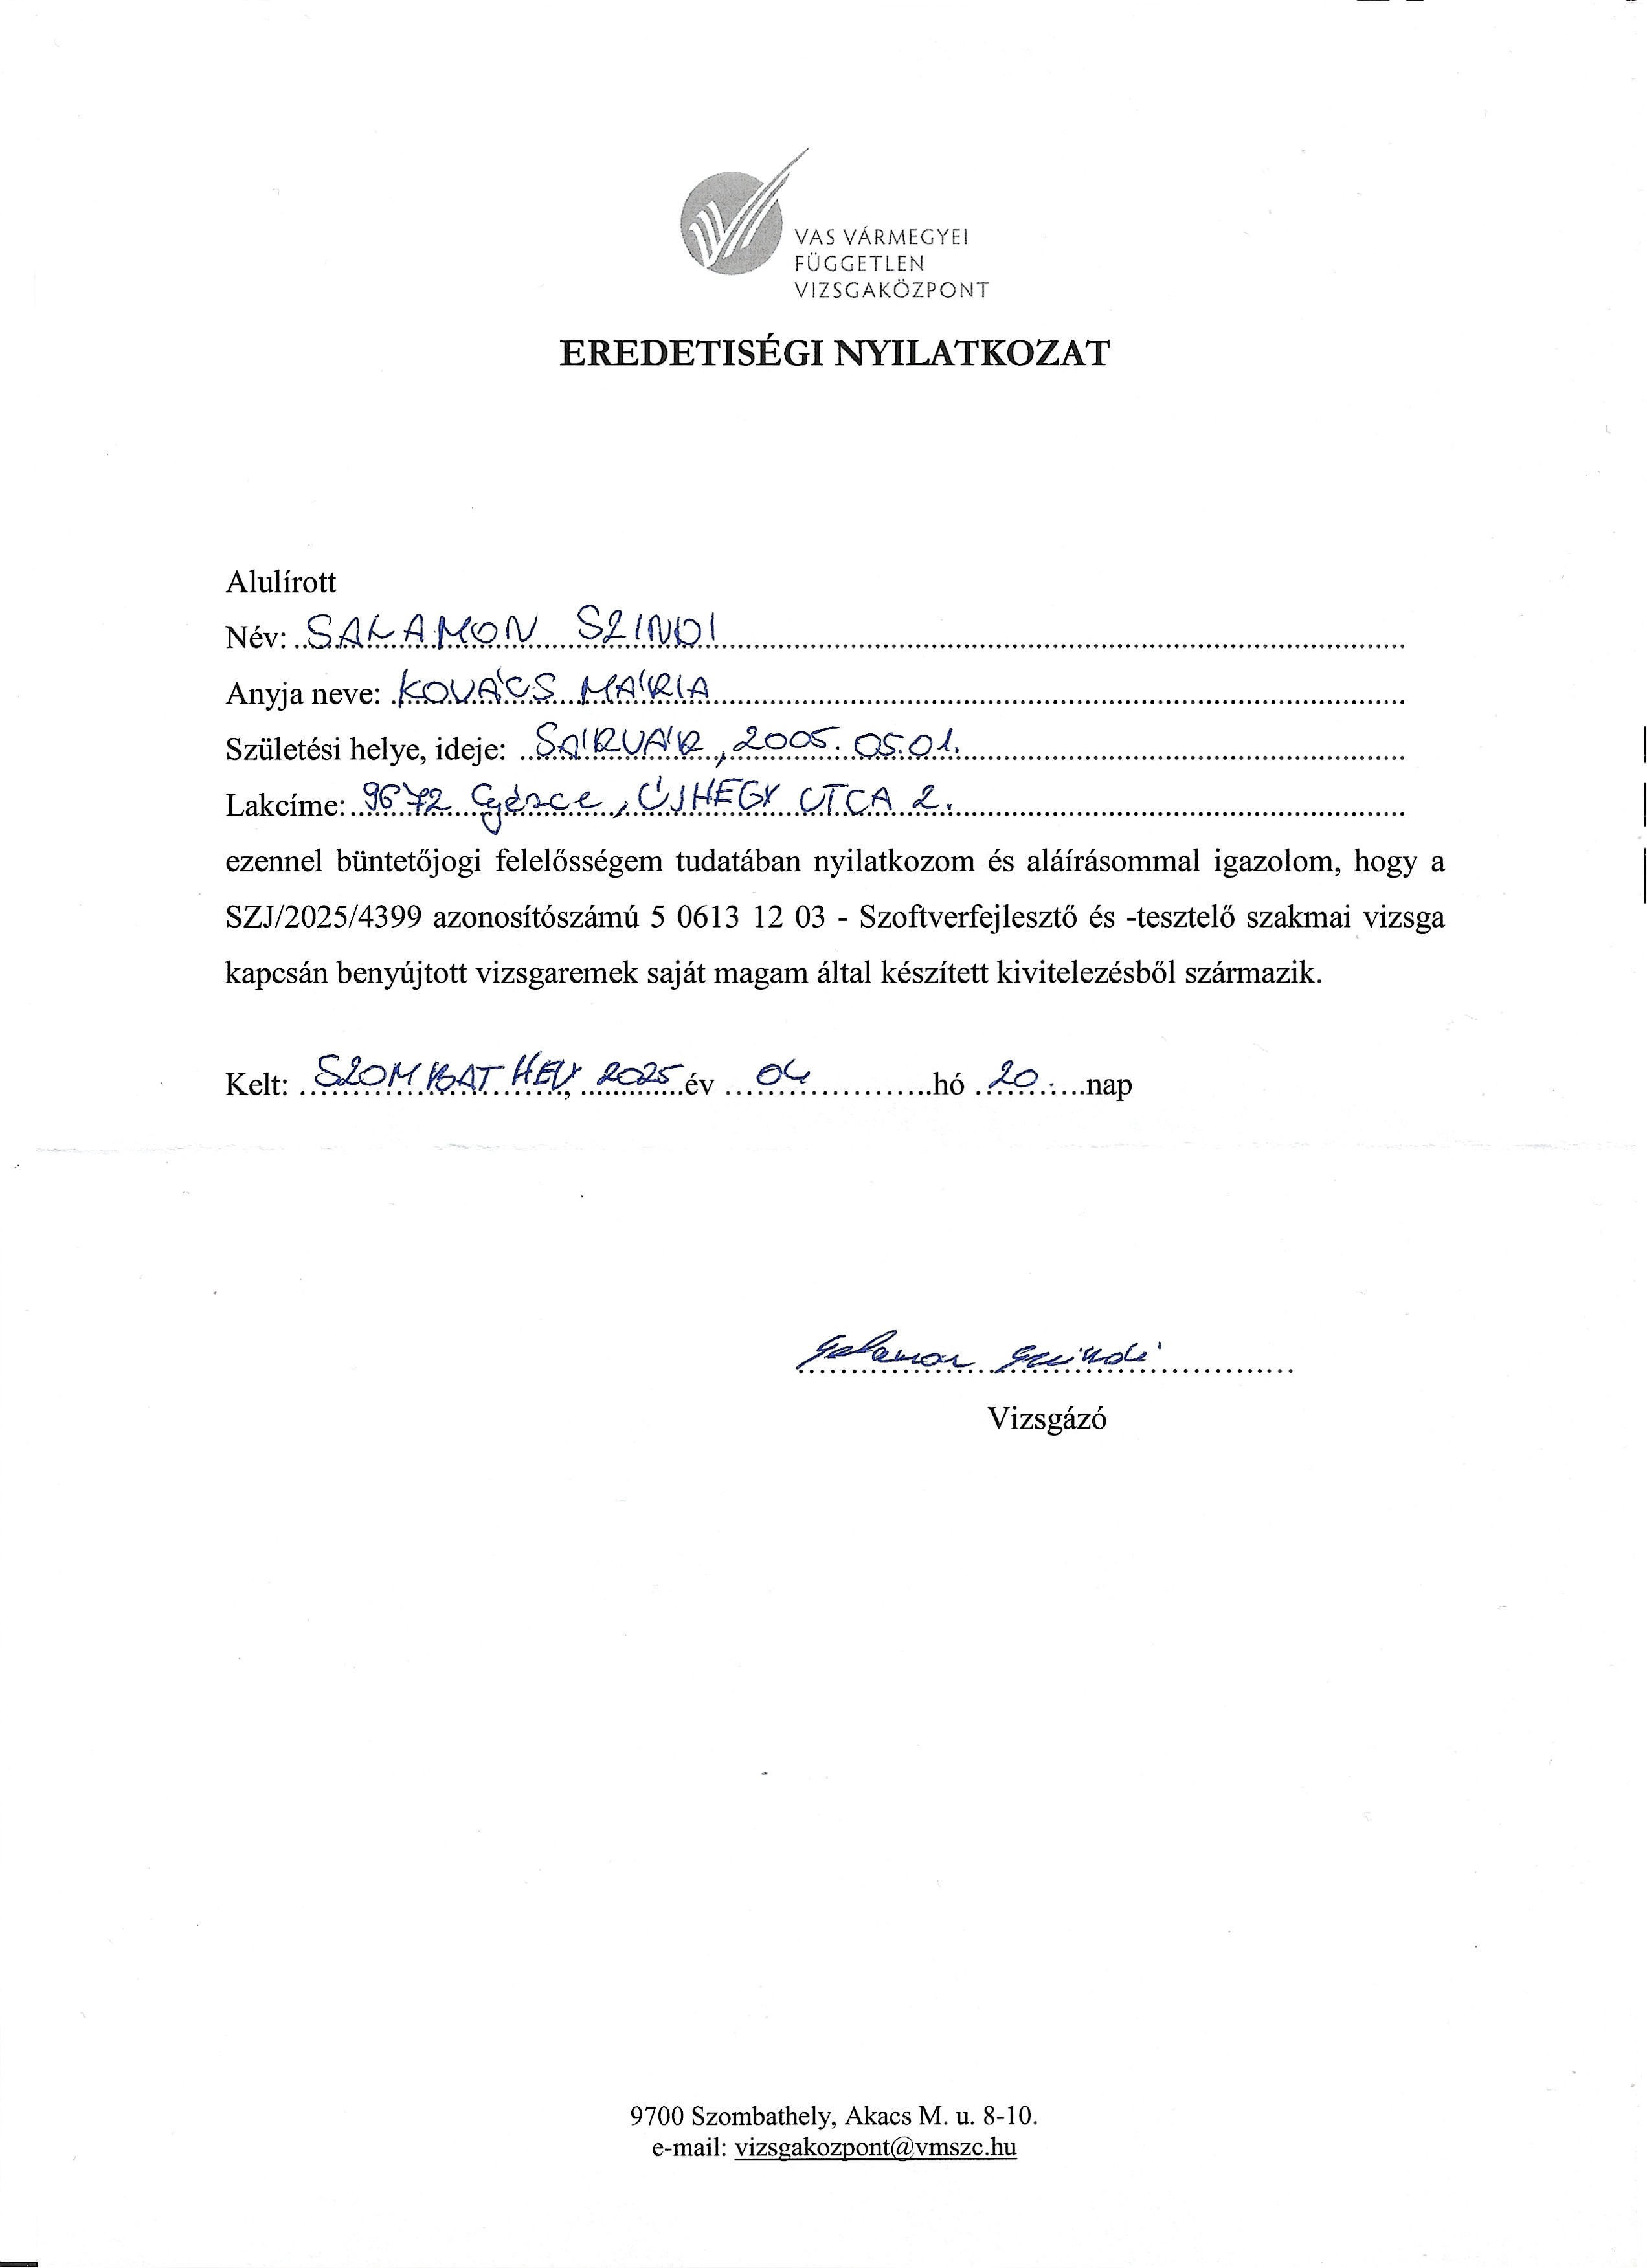 VAS VÁRMEGYEI
FÜGGETLEN
VIZSGAKÖZPONT
EREDETISÉGI NYILATKOZAT
Alulírott
Név: SALAMON SZINDI
Anyja neve: KOVÁCS MÁRIA
Születési helye, ideje: SÁRVÁR, 2005. 05.01.
Lakcíme: 9672 Gérce, ÚJHEGY UTCA 2.
ezennel büntetőjogi felelősségem tudatában nyilatkozom és aláírásommal igazolom, hogy a
SZJ/2025/4399 azonosítószámú 5 0613 12 03 - Szoftverfejlesztő és -tesztelő szakmai vizsga
kapcsán benyújtott vizsgaremek saját magam által készített kivitelezésből származik.
Kelt: SZOMBATHELY, 2025 év 04 hó 20. nap
Salamon Szindi
Vizsgázó
9700 Szombathely, Akacs M. u. 8-10.
e-mail: vizsgakozpont@vmszc.hu